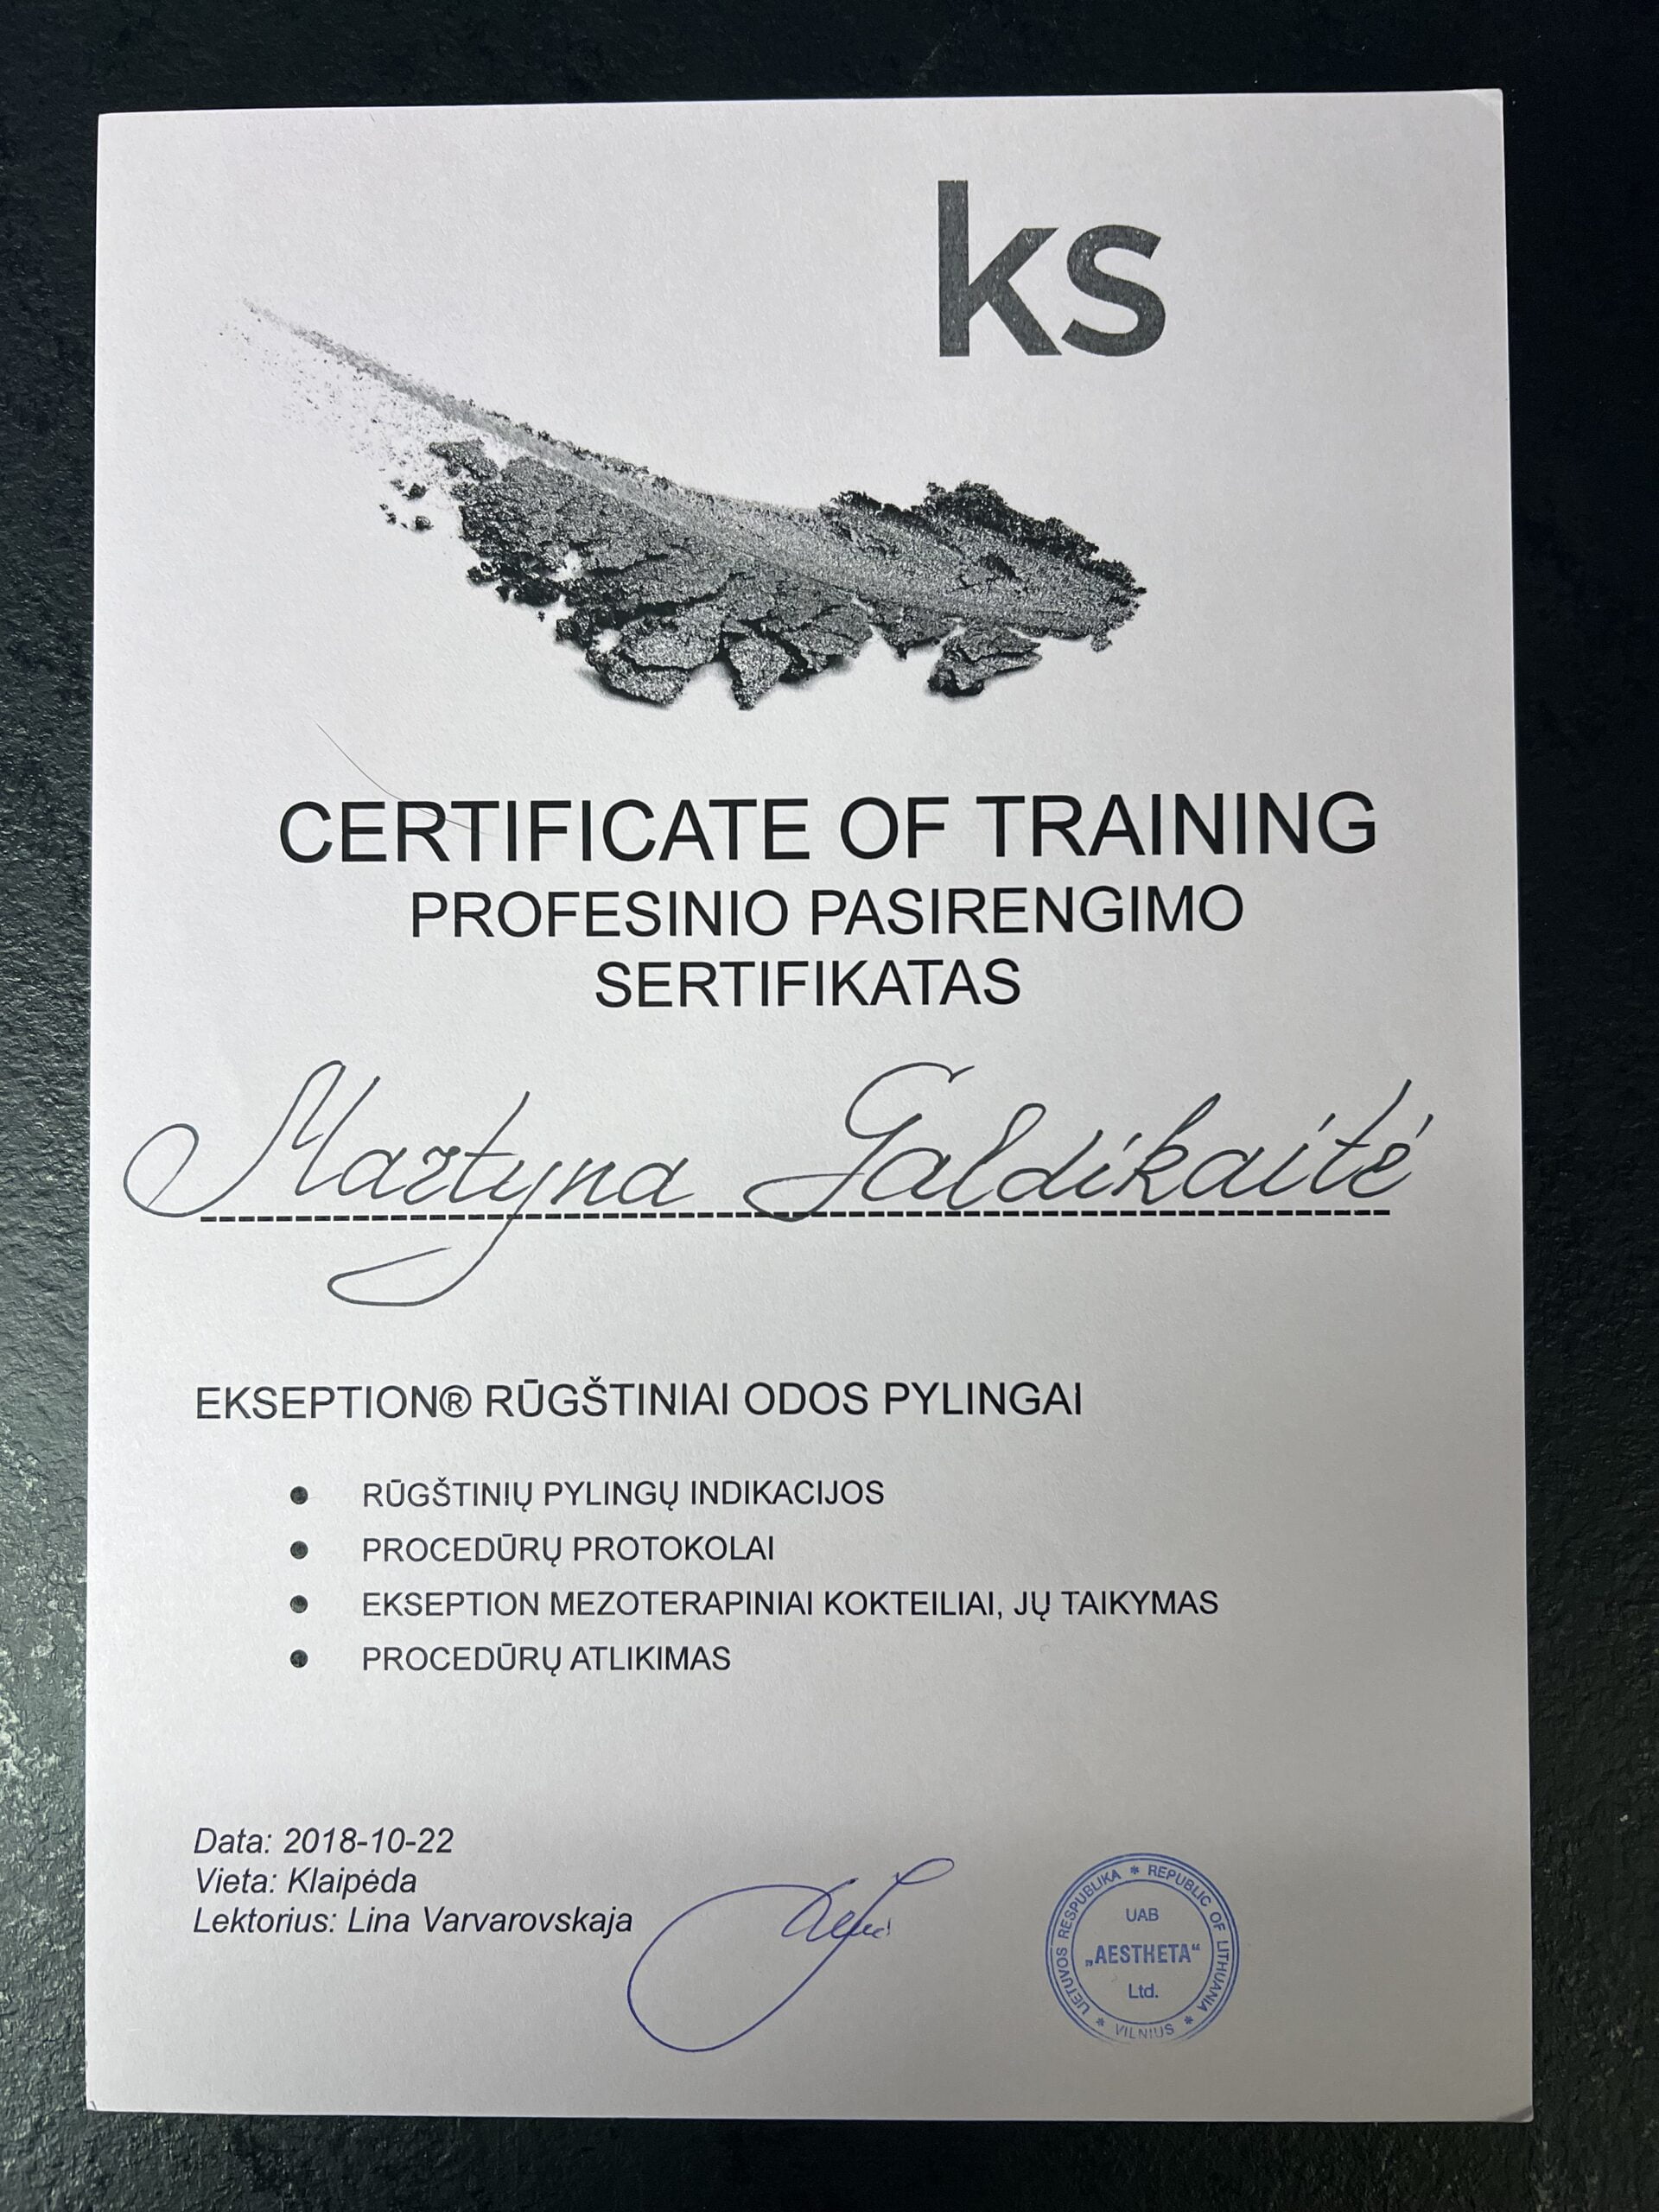 ks
CERTIFICATE OF TRAINING
PROFESINIO PASIRENGIMO
SERTIFIKATAS
Martyna Galdikaitė
EKSEPTION® RŪGŠTINIAI ODOS PYLINGAI
● RŪGŠTINIŲ PYLINGŲ INDIKACIJOS
● PROCEDŪRŲ PROTOKOLAI
● EKSEPTION MEZOTERAPINIAI KOKTEILIAI, JŲ TAIKYMAS
● PROCEDŪRŲ ATLIKIMAS
Data: 2018-10-22
Vieta: Klaipėda
Lektorius: Lina Varvarovskaja
LIETUVOS RESPUBLIKA * REPUBLIC OF LITHUANIA * VILNIUS *
UAB
„AESTHETA“
Ltd.